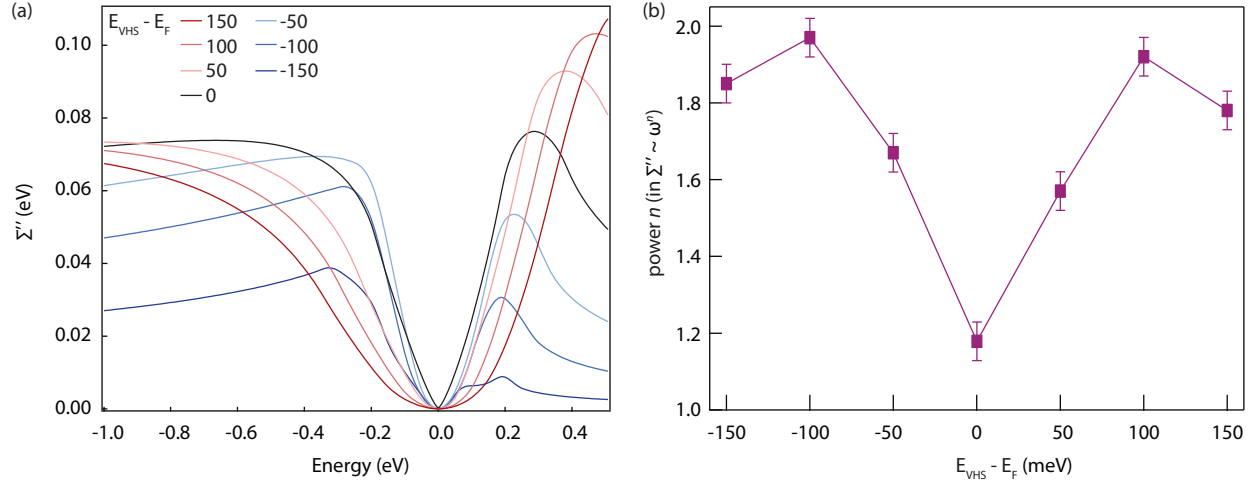 (a)
E_VHS - E_F
150
-50
100
-100
50
-150
0
0.10
0.08
0.06
0.04
0.02
0.00
Σ′′ (eV)
-1.0 -0.8 -0.6 -0.4 -0.2 0.0 0.2 0.4
Energy (eV)
(b)
2.0
1.8
1.6
1.4
1.2
1.0
power n (in Σ′′ ~ ωⁿ)
-150 -100 -50 0 50 100 150
E_VHS - E_F (meV)